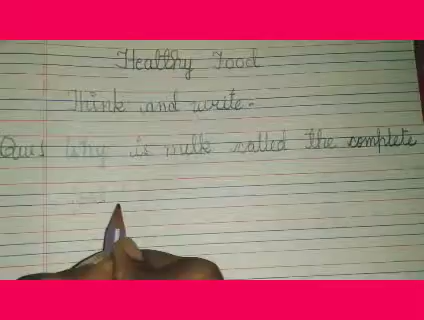 Healthy Food
Think and write.
Ques Why is milk called the complete